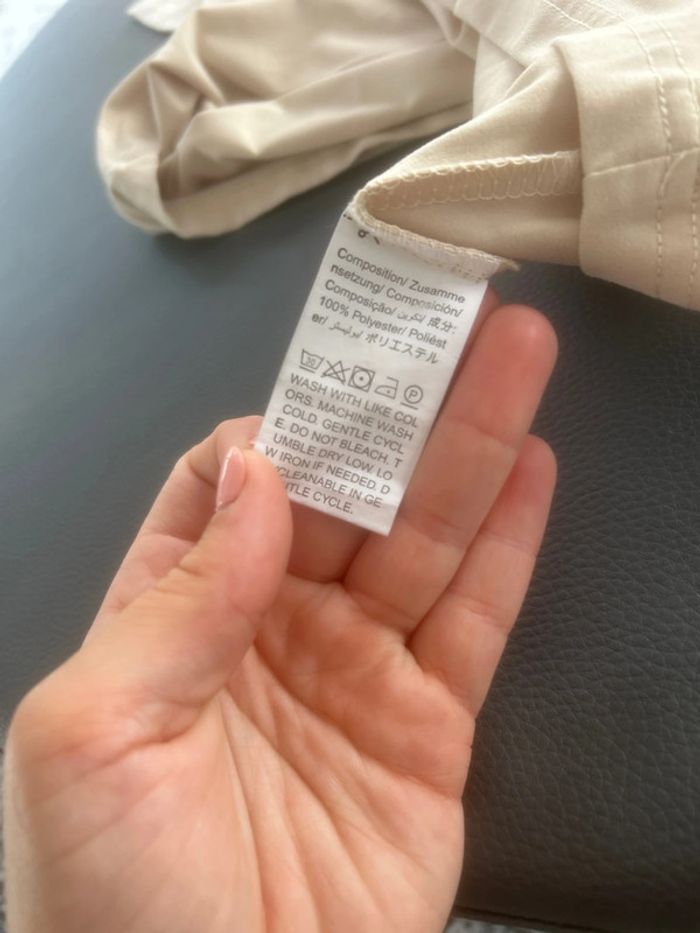 Composition/ Zusamme
nsetzung/ Composición/
Composição/ تكوين/ 成分:
100% Polyester/ Poliést
er/ بوليستر/ ポリエステル
WASH WITH LIKE COL
ORS. MACHINE WASH
COLD. GENTLE CYCL
E. DO NOT BLEACH. T
UMBLE DRY LOW. LO
W IRON IF NEEDED. D
CLEANABLE IN GE
NTLE CYCLE.